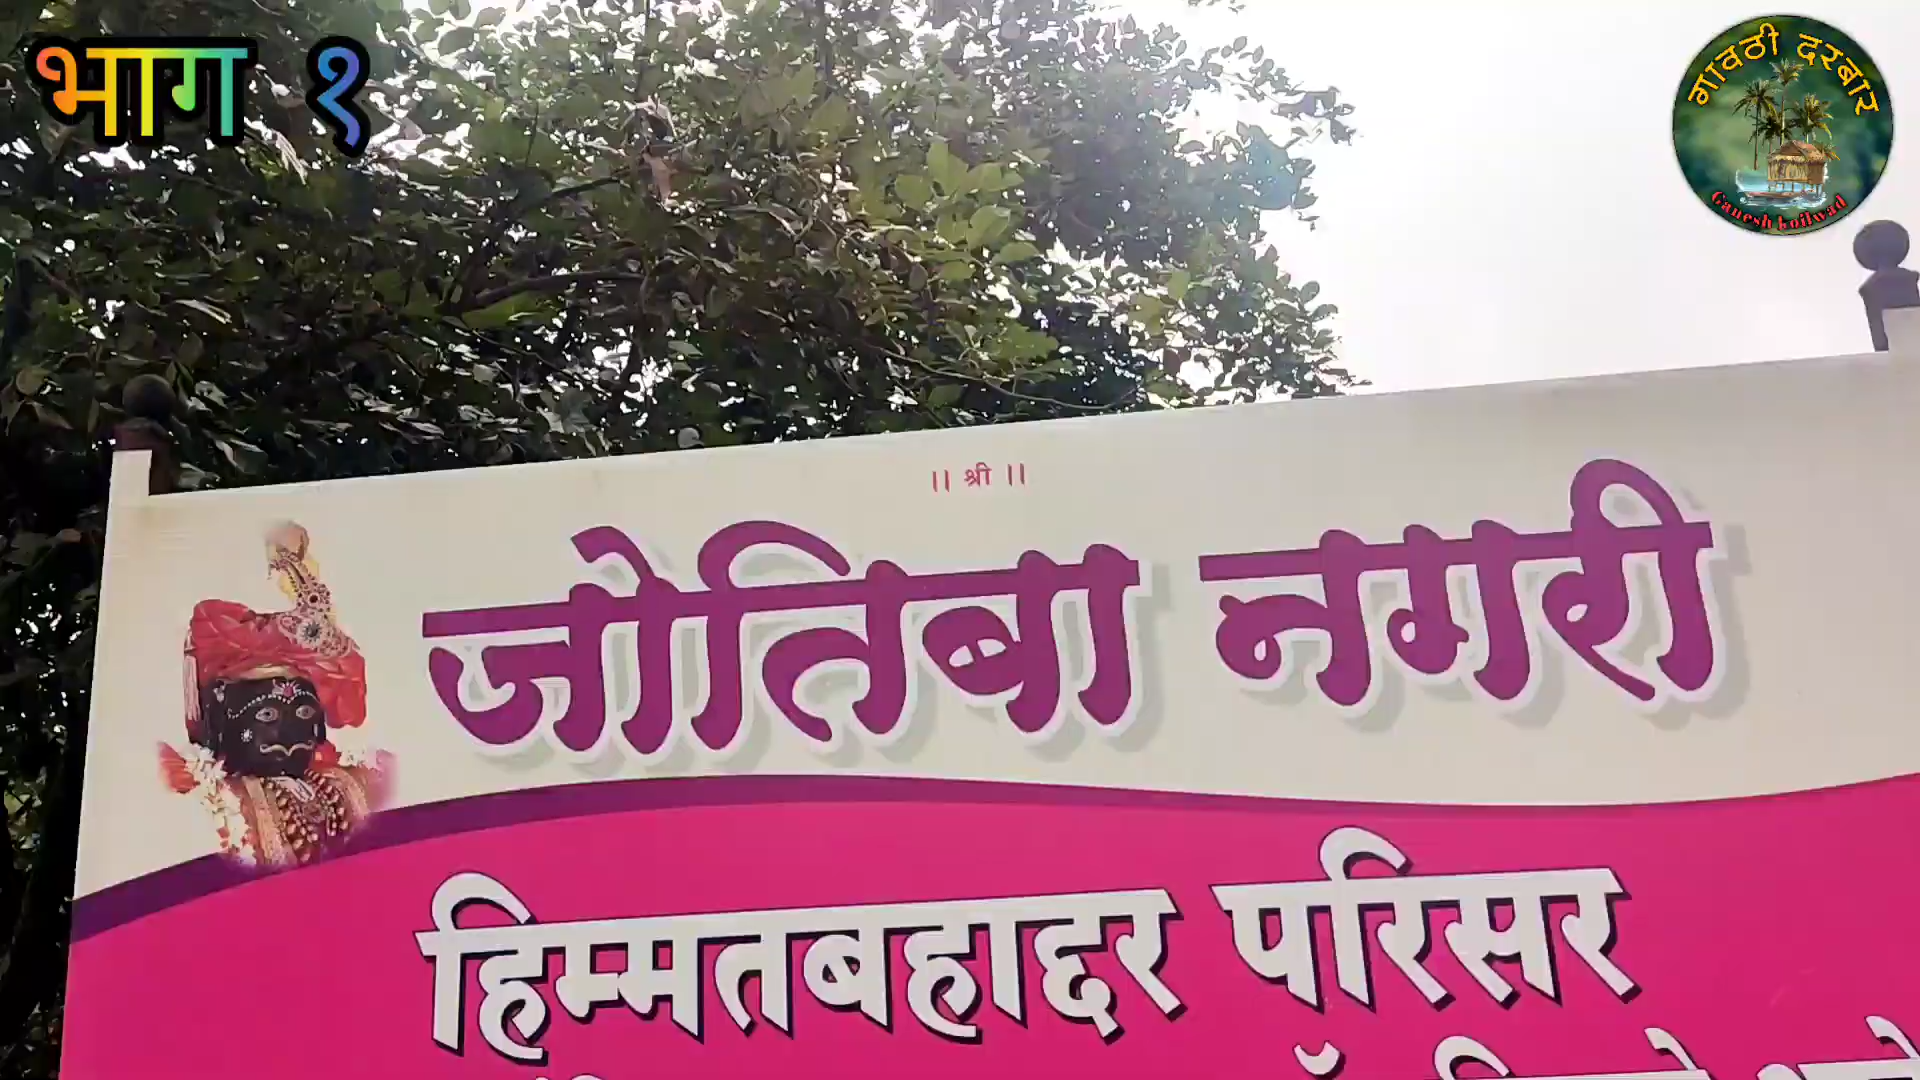 भाग १
गावठी दरबार
Ganesh koilwad
|| श्री ||
जोतिबा नगरी
हिम्मतबहाद्दर परिसर